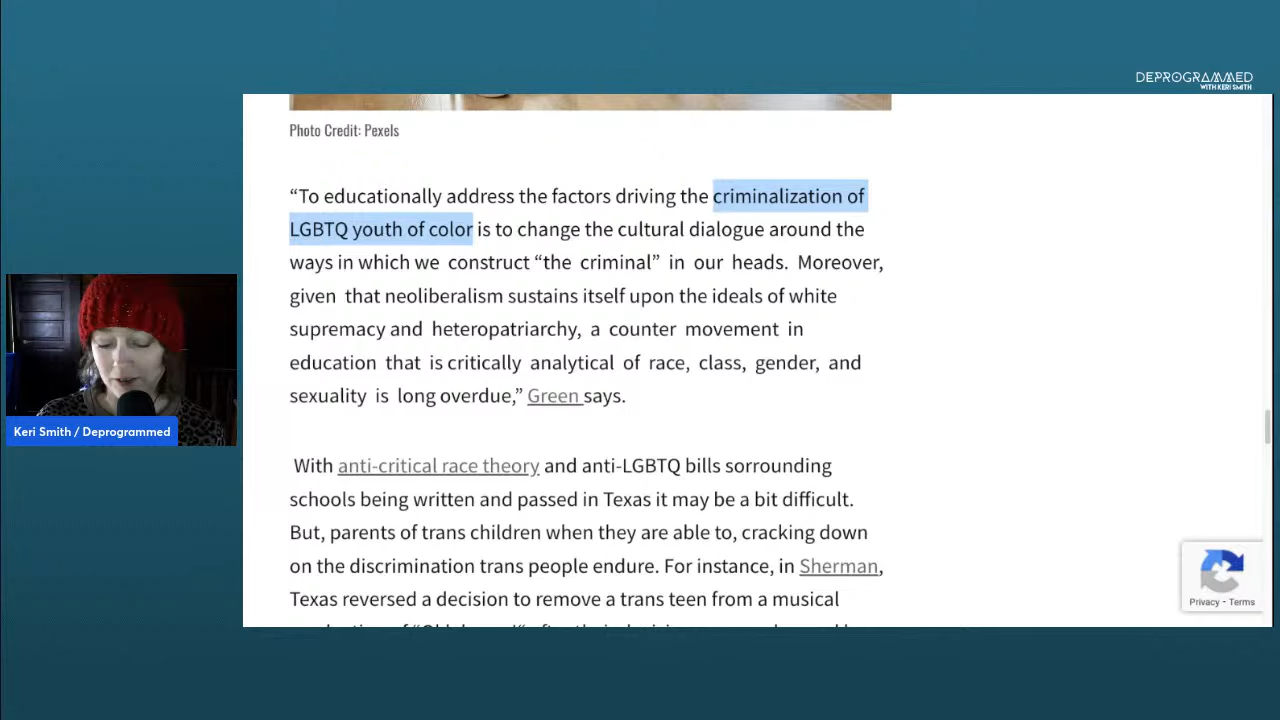 DEPROGRAMMED
WITH KERI SMITH
Photo Credit: Pexels
“To educationally address the factors driving the criminalization of
LGBTQ youth of color is to change the cultural dialogue around the
ways in which we construct “the criminal” in our heads. Moreover,
given that neoliberalism sustains itself upon the ideals of white
supremacy and heteropatriarchy, a counter movement in
education that is critically analytical of race, class, gender, and
sexuality is long overdue,” Green says.
With anti-critical race theory and anti-LGBTQ bills sorrounding
schools being written and passed in Texas it may be a bit difficult.
But, parents of trans children when they are able to, cracking down
on the discrimination trans people endure. For instance, in Sherman,
Texas reversed a decision to remove a trans teen from a musical
Keri Smith / Deprogrammed
Privacy - Terms